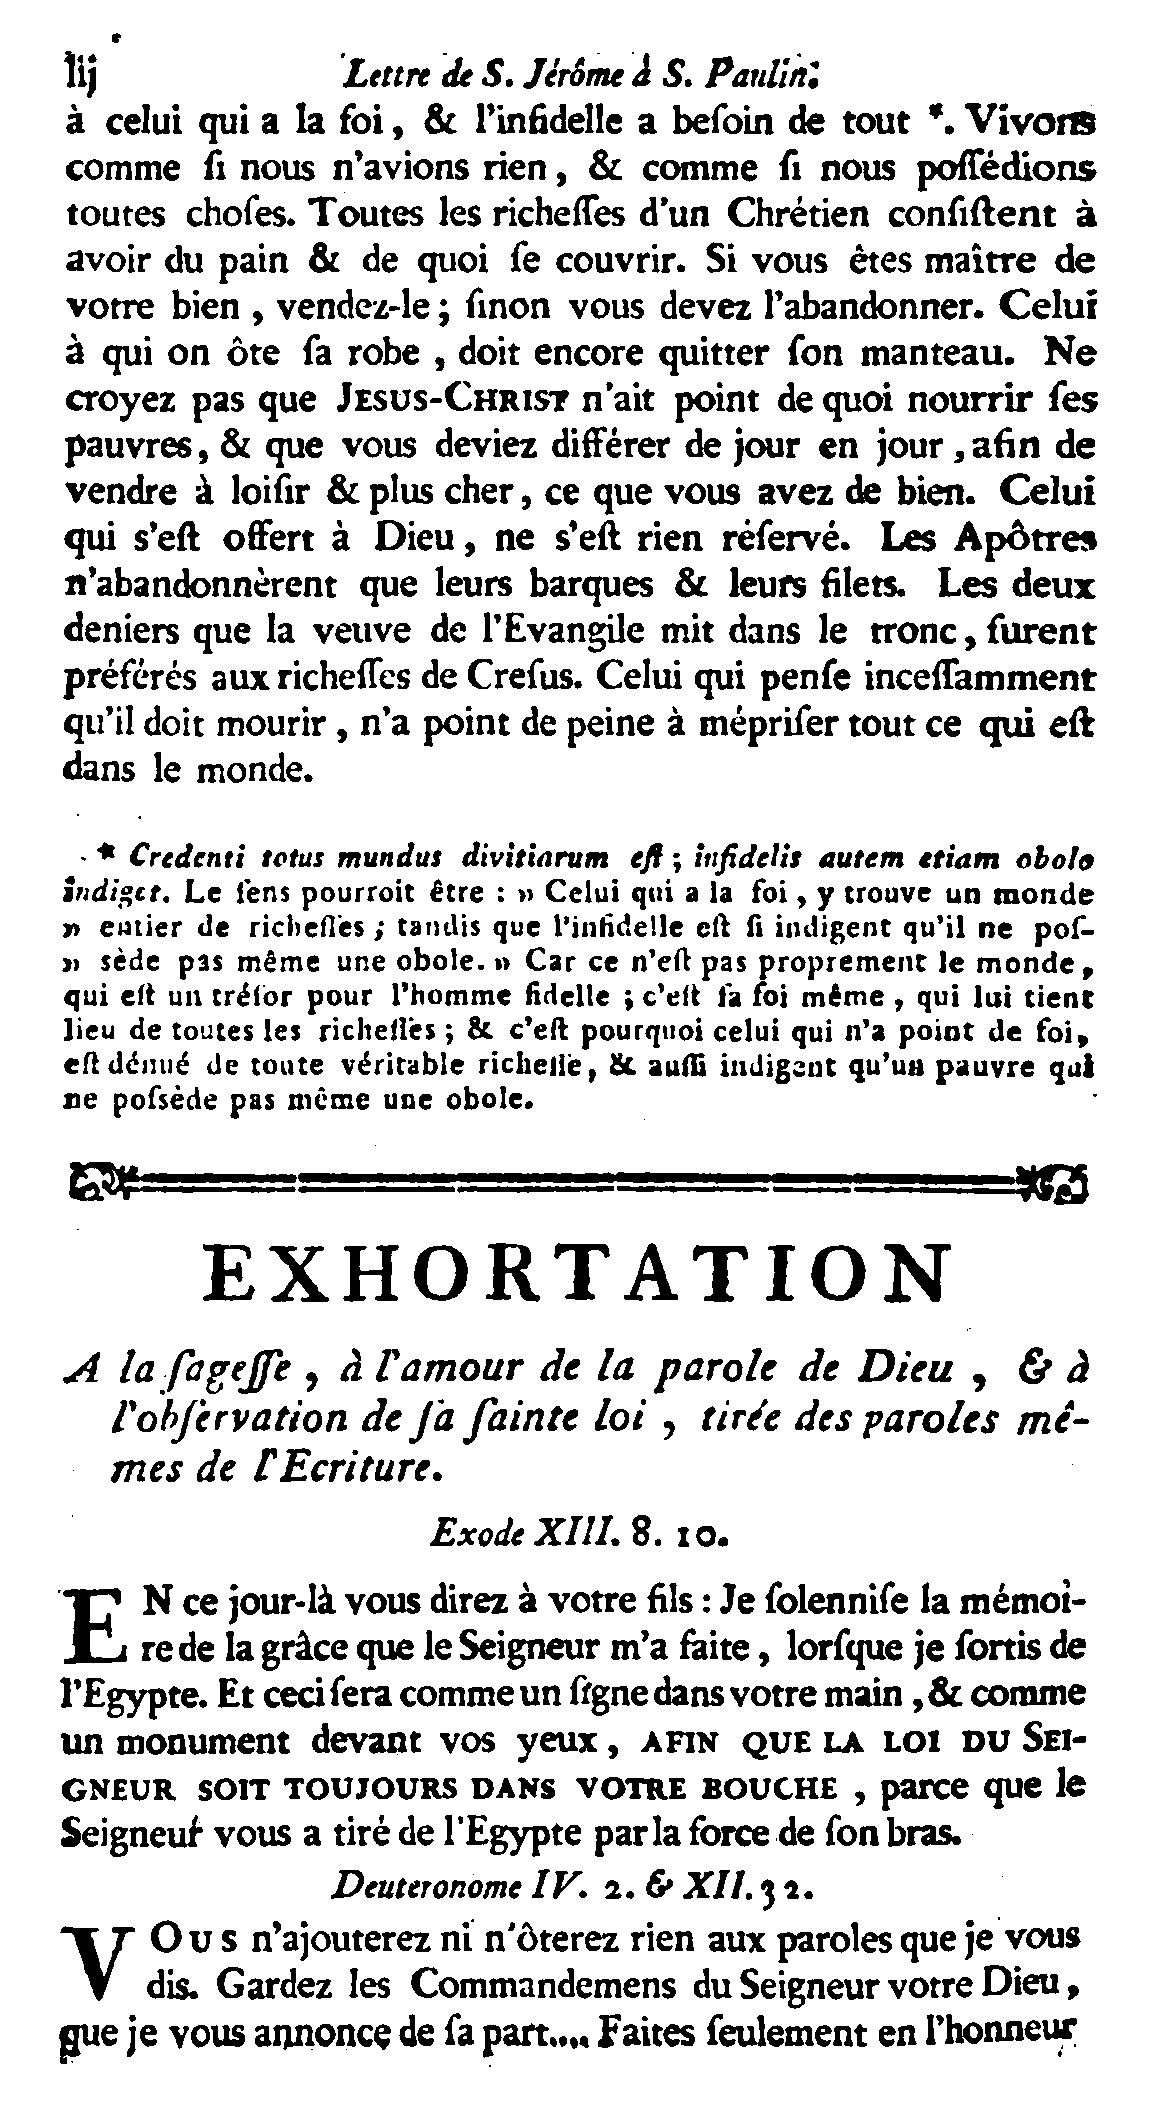 lij Lettre de S. Jérôme à S. Paulin.
à celui qui a la foi, & l'infidelle a beſoin de tout *. Vivons
comme ſi nous n'avions rien, & comme ſi nous poſſédions
toutes choſes. Toutes les richeſſes d'un Chrétien conſiſtent à
avoir du pain & de quoi ſe couvrir. Si vous êtes maître de
votre bien, vendez-le; ſinon vous devez l'abandonner. Celui
à qui on ôte ſa robe, doit encore quitter ſon manteau. Ne
croyez pas que JESUS-CHRIST n'ait point de quoi nourrir ſes
pauvres, & que vous deviez différer de jour en jour, afin de
vendre à loiſir & plus cher, ce que vous avez de bien. Celui
qui s'eſt offert à Dieu, ne s'eſt rien réſervé. Les Apôtres
n'abandonnèrent que leurs barques & leurs filets. Les deux
deniers que la veuve de l'Evangile mit dans le tronc, furent
préférés aux richeſſes de Creſus. Celui qui penſe inceſſamment
qu'il doit mourir, n'a point de peine à mépriſer tout ce qui eſt
dans le monde.
* Credenti totus mundus divitiarum eſt; infidelis autem etiam obolo
indiget. Le ſens pourroit être : » Celui qui a la foi, y trouve un monde
» entier de richeſſes; tandis que l'infidelle eſt ſi indigent qu'il ne poſ-
» sède pas même une obole. » Car ce n'eſt pas proprement le monde,
qui eſt un tréſor pour l'homme fidelle; c'eſt ſa foi même, qui lui tient
lieu de toutes les richeſſes; & c'eſt pourquoi celui qui n'a point de foi,
eſt dénué de toute véritable richeſſe, & auſſi indigent qu'un pauvre qui
ne poſsède pas même une obole.
EXHORTATION
A la ſageſſe, à l'amour de la parole de Dieu, & à
l'obſervation de ſa ſainte loi, tirée des paroles mê-
mes de l'Ecriture.
Exode XIII. 8. 10.
EN ce jour-là vous direz à votre fils : Je ſolenniſe la mémoi-
re de la grâce que le Seigneur m'a faite, lorſque je ſortis de
l'Egypte. Et ceci ſera comme un ſigne dans votre main, & comme
un monument devant vos yeux, AFIN QUE LA LOI DU SEI-
GNEUR SOIT TOUJOURS DANS VOTRE BOUCHE, parce que le
Seigneur vous a tiré de l'Egypte par la force de ſon bras.
Deuteronome IV. 2. & XII. 32.
VOUS n'ajouterez ni n'ôterez rien aux paroles que je vous
dis. Gardez les Commandemens du Seigneur votre Dieu,
que je vous annonce de ſa part.... Faites ſeulement en l'honneur